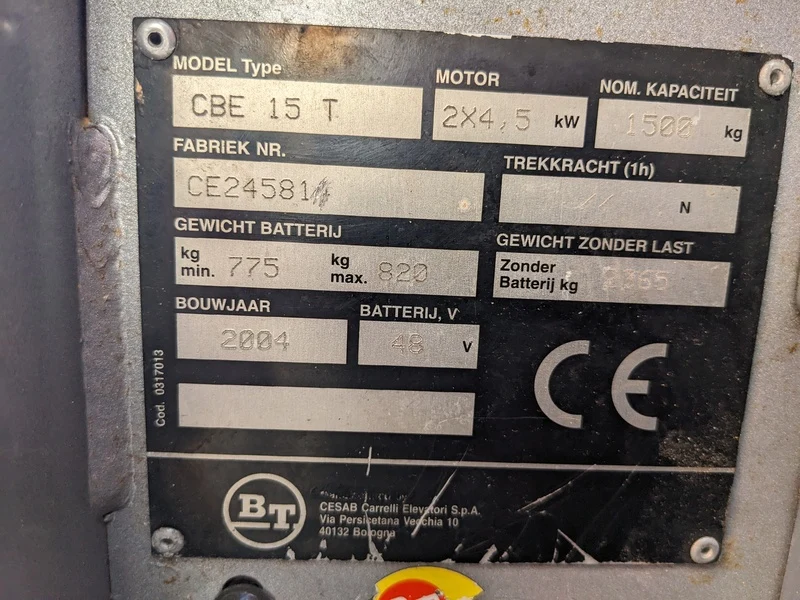 MODEL Type
CBE 15 T
MOTOR
2X4,5 kW
NOM. KAPACITEIT
1500 kg
FABRIEK NR.
CE245814
TREKKRACHT (1h)
N
GEWICHT BATTERIJ
kg min. 775 kg max. 820
GEWICHT ZONDER LAST
Zonder
Batterij kg
BOUWJAAR
2004
BATTERIJ, V
48 V
Cod. 0317013
CE
BT
CESAB Carrelli Elevatori S.p.A.
Via Persicetana Vecchia 10
40132 Bologna